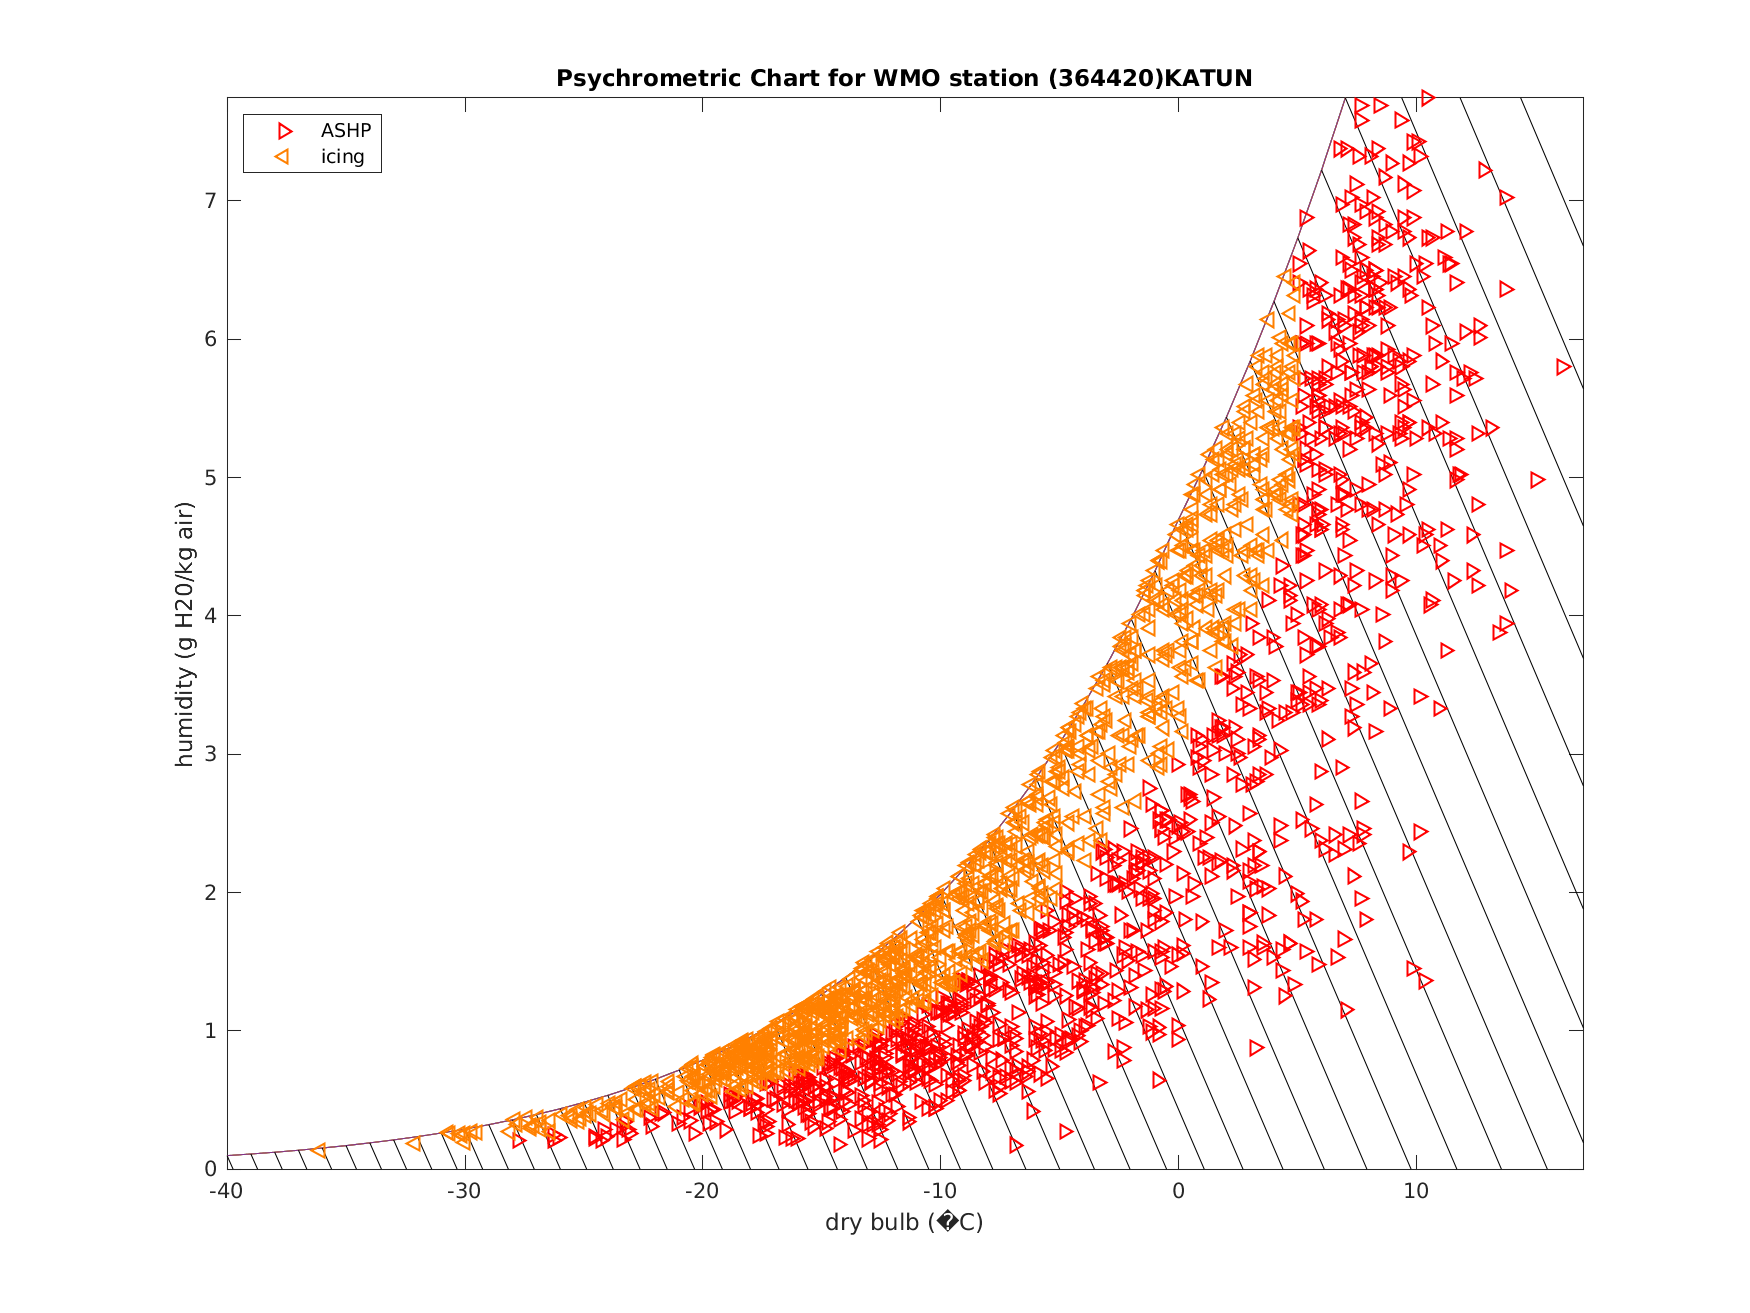 Psychrometric Chart for WMO station (364420)KATUN
ASHP
icing
7
6
5
4
3
2
1
0
humidity (g H20/kg air)
-40 -30 -20 -10 0 10
dry bulb (�C)